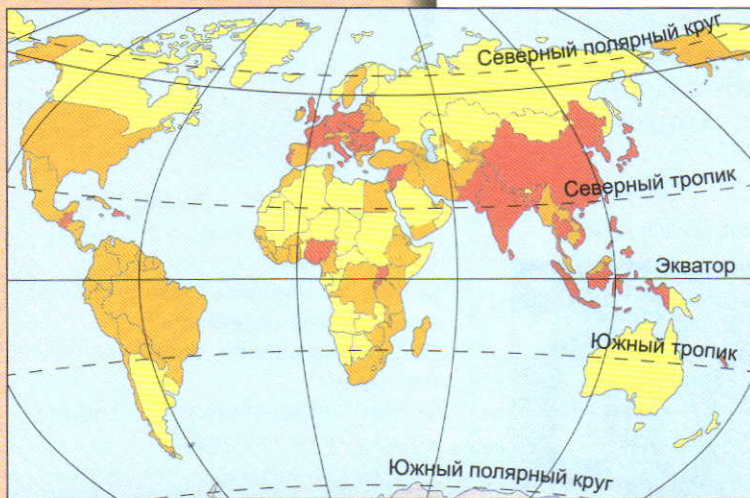 Северный полярный круг
Северный тропик
Экватор
Южный тропик
Южный полярный круг